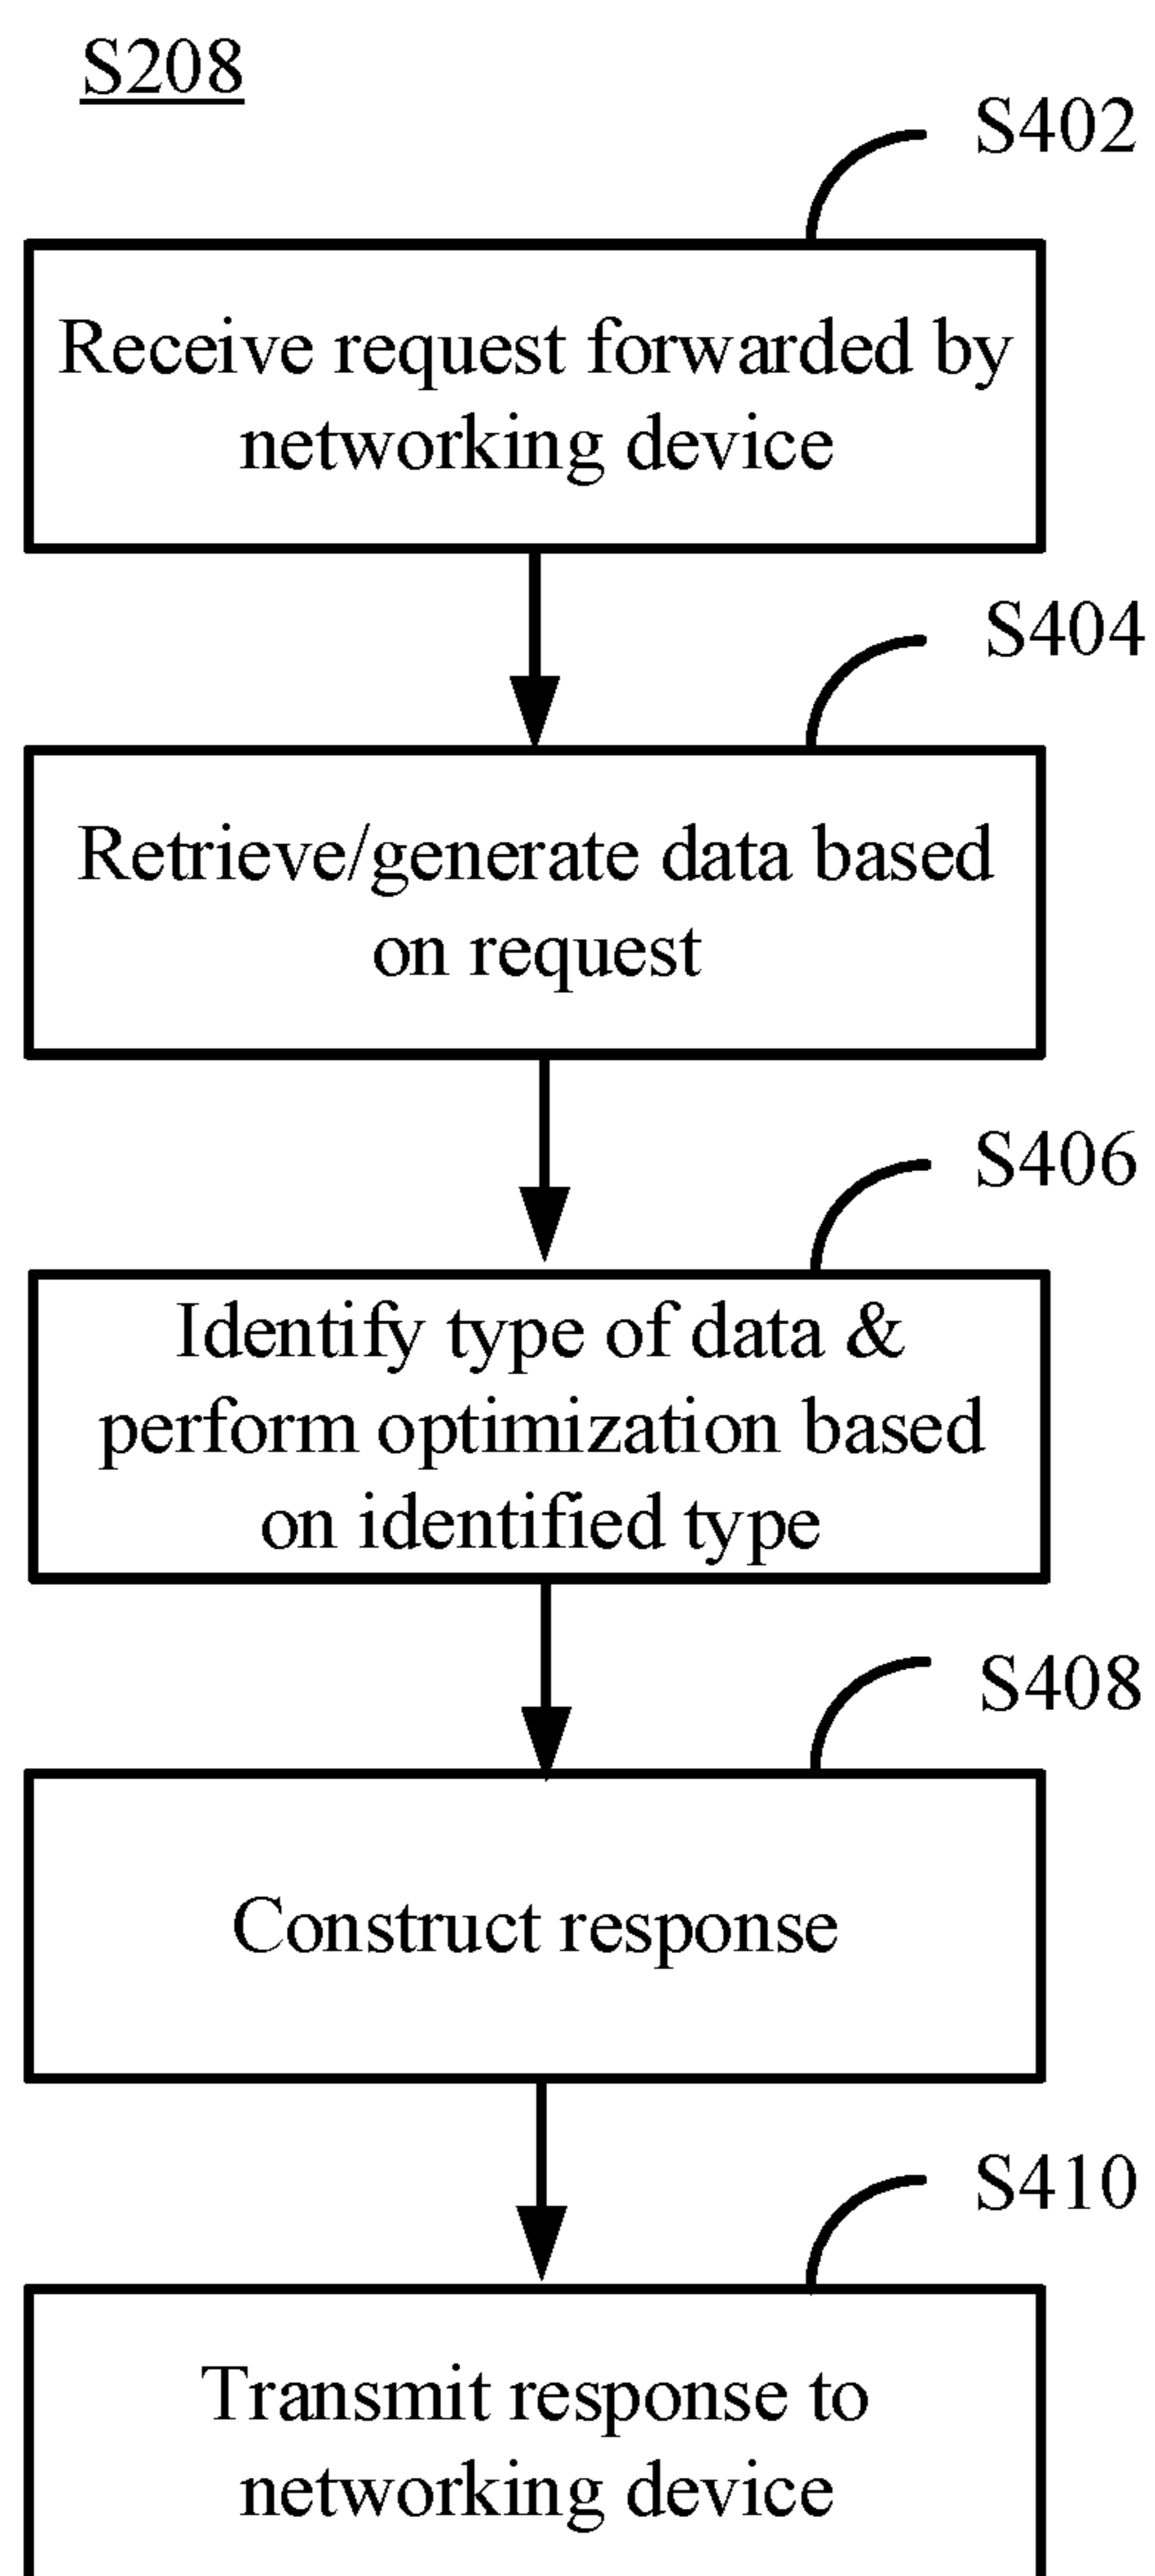 S208
S402
Receive request forwarded by
networking device
S404
Retrieve/generate data based
on request
S406
Identify type of data &
perform optimization based
on identified type
S408
Construct response
S410
Transmit response to
networking device